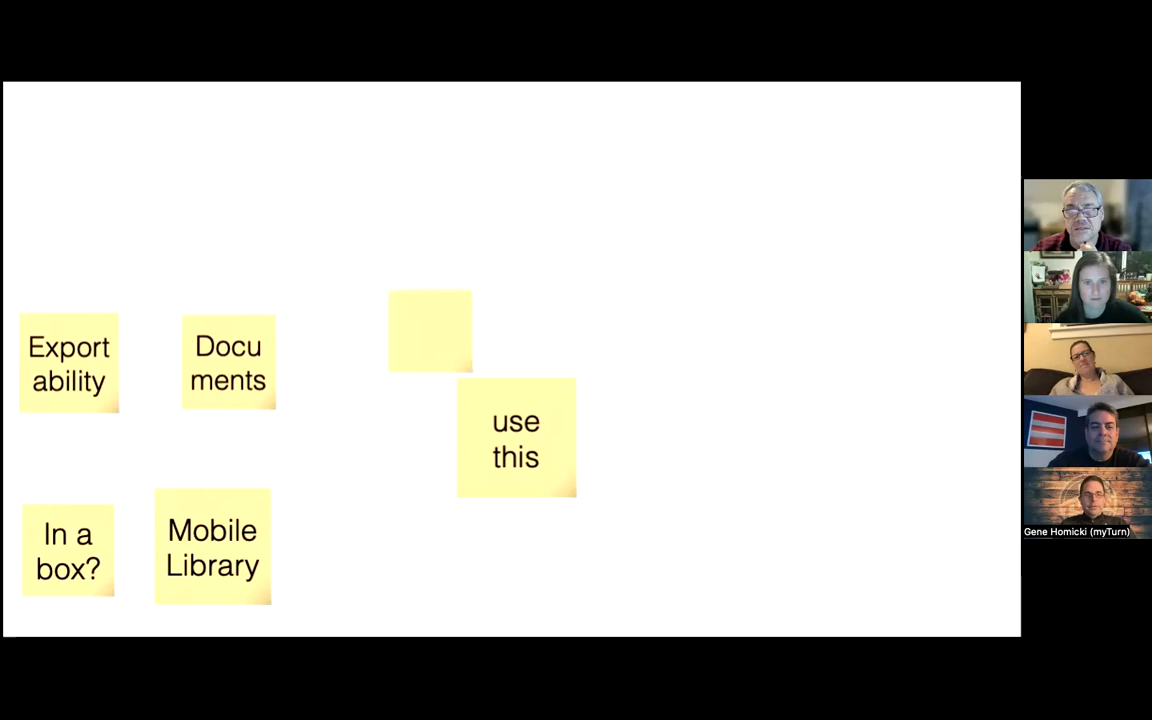 Export
ability
Docu
ments
use
this
In a
box?
Mobile
Library
Gene Homicki (myTurn)